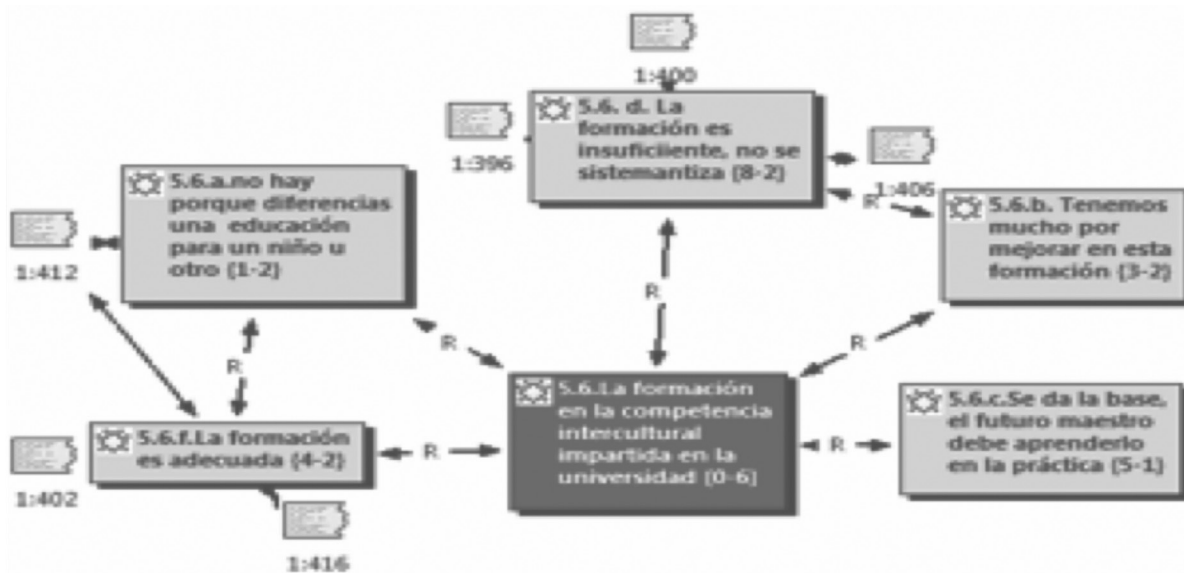 1:400
5.6. d. La
formación es
insuficiiente, no se
sistemantiza {8-2}
1:396
1:406
5.6.a.no hay
porque diferencias
una educación
para un niño u
otro {1-2}
1:412
R
5.6.b. Tenemos
mucho por
mejorar en esta
formación {3-2}
R
R
R
R
5.6.La formación
en la competencia
intercultural
impartida en la
universidad {0-6}
5.6.c.Se da la base,
el futuro maestro
debe aprenderlo
en la práctica {5-1}
5.6.f.La formación
es adecuada {4-2}
R
R
1:402
1:416